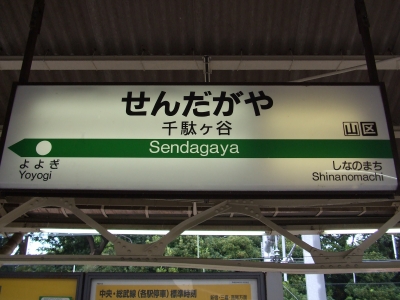 せんだがや
千駄ヶ谷
山区
Sendagaya
よよぎ
Yoyogi
しなのまち
Shinanomachi
中央・総武線(各駅停車)標準時刻